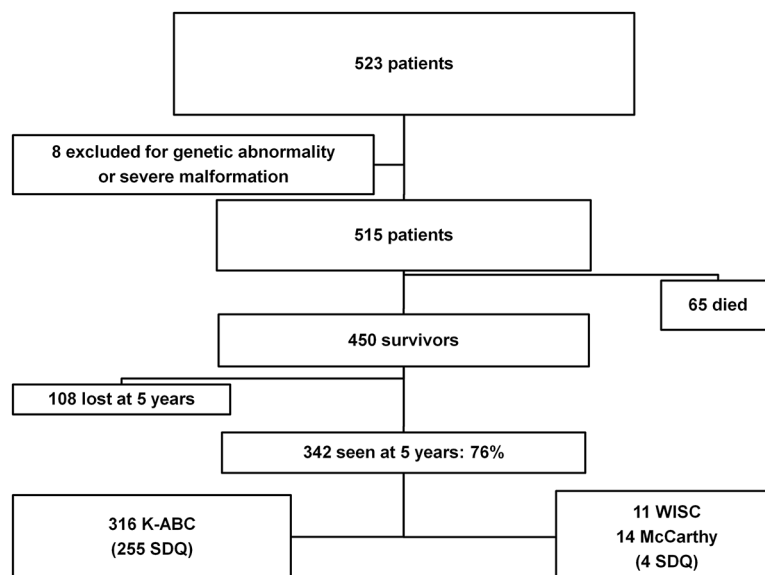 523 patients
8 excluded for genetic abnormality
or severe malformation
515 patients
65 died
450 survivors
108 lost at 5 years
342 seen at 5 years: 76%
316 K-ABC
(255 SDQ)
11 WISC
14 McCarthy
(4 SDQ)